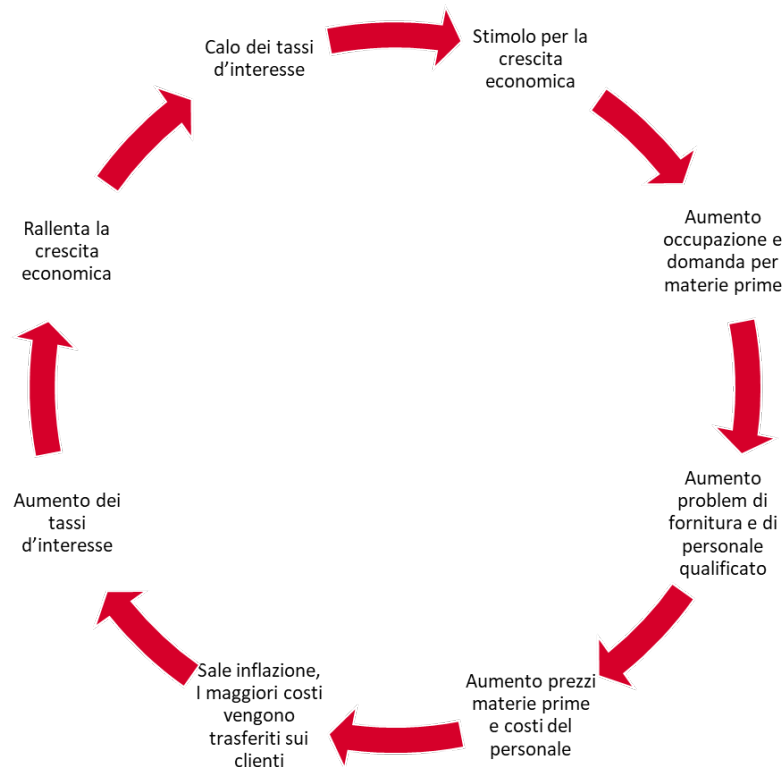 Calo dei tassi
d’interesse
Stimolo per la
crescita
economica
Aumento
occupazione e
domanda per
materie prime
Aumento
problem di
fornitura e di
personale
qualificato
Aumento prezzi
materie prime
e costi del
personale
Sale inflazione,
I maggiori costi
vengono
trasferiti sui
clienti
Aumento dei
tassi
d’interesse
Rallenta la
crescita
economica